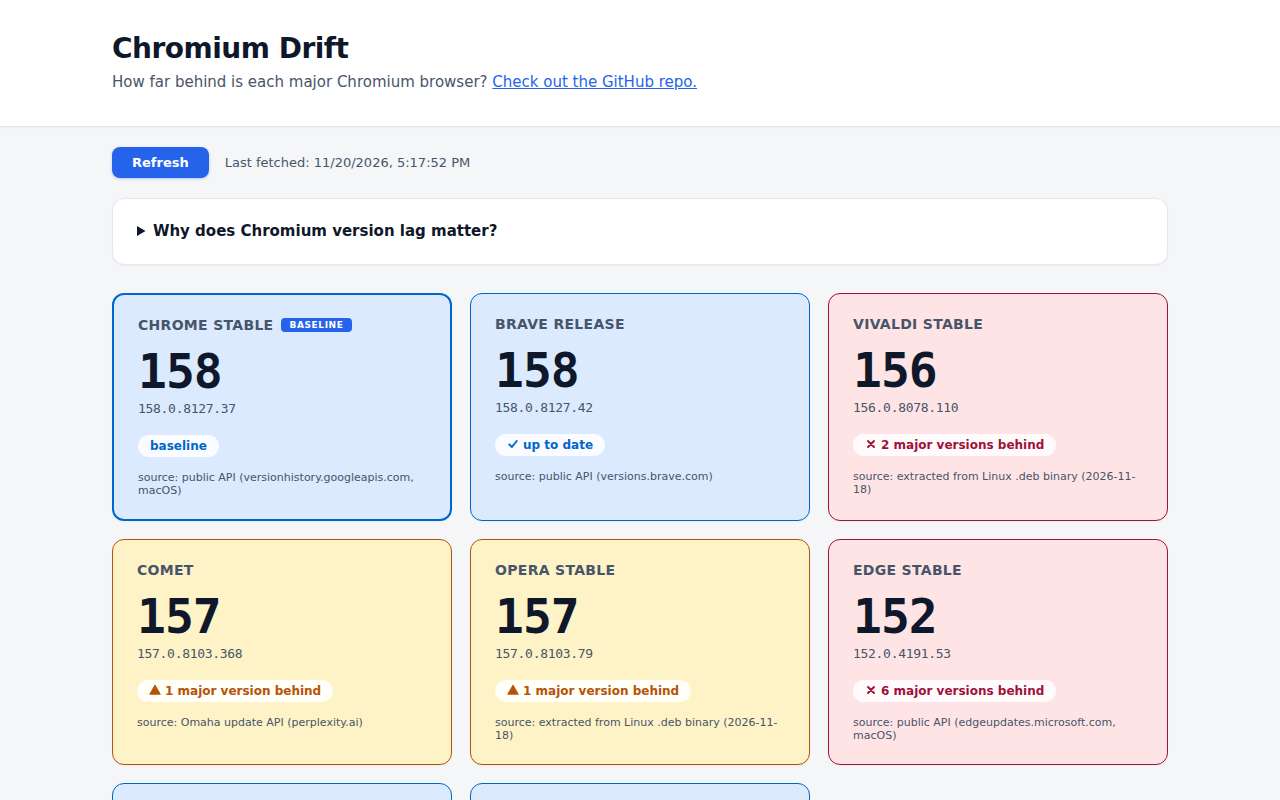 Chromium Drift
How far behind is each major Chromium browser? Check out the GitHub repo.
Refresh
Last fetched: 11/20/2026, 5:17:52 PM
Why does Chromium version lag matter?
CHROME STABLE BASELINE
158
158.0.8127.37
baseline
source: public API (versionhistory.googleapis.com,
macOS)
BRAVE RELEASE
158
158.0.8127.42
up to date
source: public API (versions.brave.com)
VIVALDI STABLE
156
156.0.8078.110
2 major versions behind
source: extracted from Linux .deb binary (2026-11-
18)
COMET
157
157.0.8103.368
1 major version behind
source: Omaha update API (perplexity.ai)
OPERA STABLE
157
157.0.8103.79
1 major version behind
source: extracted from Linux .deb binary (2026-11-
18)
EDGE STABLE
152
152.0.4191.53
6 major versions behind
source: public API (edgeupdates.microsoft.com,
macOS)